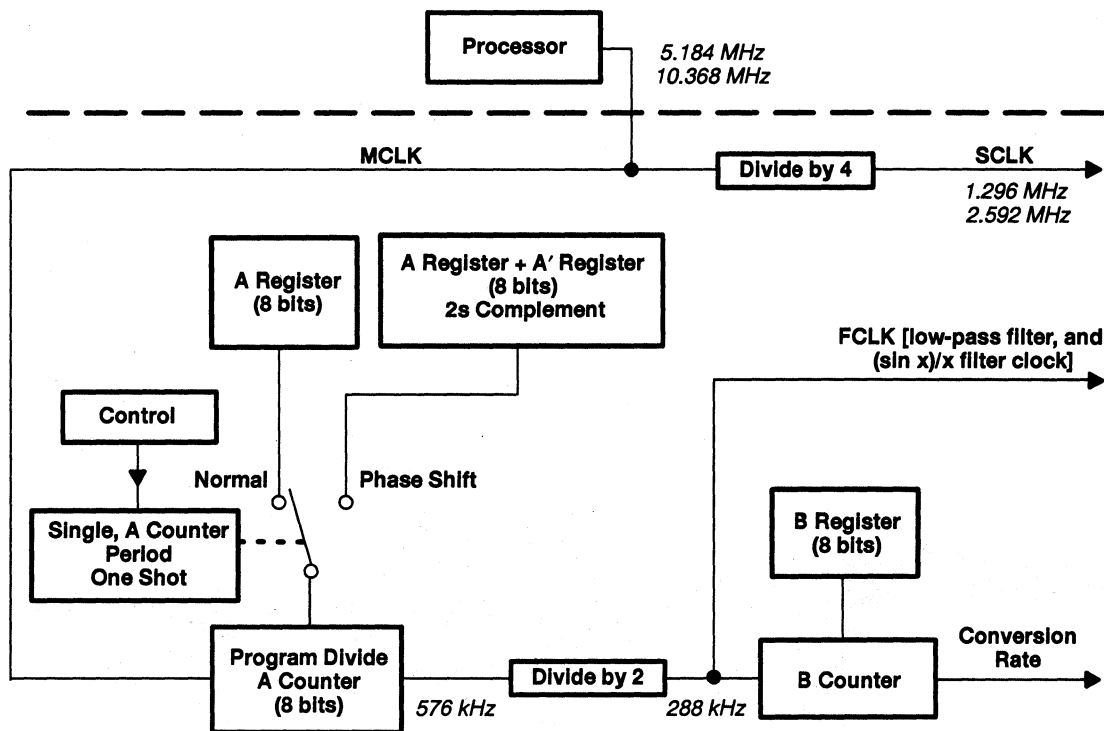 Processor
5.184 MHz
10.368 MHz
MCLK
Divide by 4
SCLK
1.296 MHz
2.592 MHz
A Register
(8 bits)
A Register + A′ Register
(8 bits)
2s Complement
FCLK [low-pass filter, and
(sin x)/x filter clock]
Control
Normal
Phase Shift
Single, A Counter
Period
One Shot
B Register
(8 bits)
Program Divide
A Counter
(8 bits)
576 kHz
Divide by 2
288 kHz
B Counter
Conversion
Rate